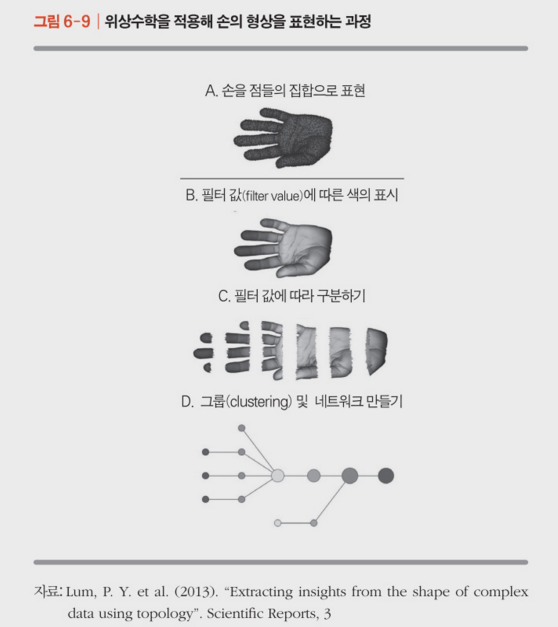 그림 6-9 | 위상수학을 적용해 손의 형상을 표현하는 과정
A. 손을 점들의 집합으로 표현
B. 필터 값(filter value)에 따른 색의 표시
C. 필터 값에 따라 구분하기
D. 그룹(clustering) 및 네트워크 만들기
자료: Lum, P. Y. et al. (2013). “Extracting insights from the shape of complex
data using topology”. Scientific Reports, 3